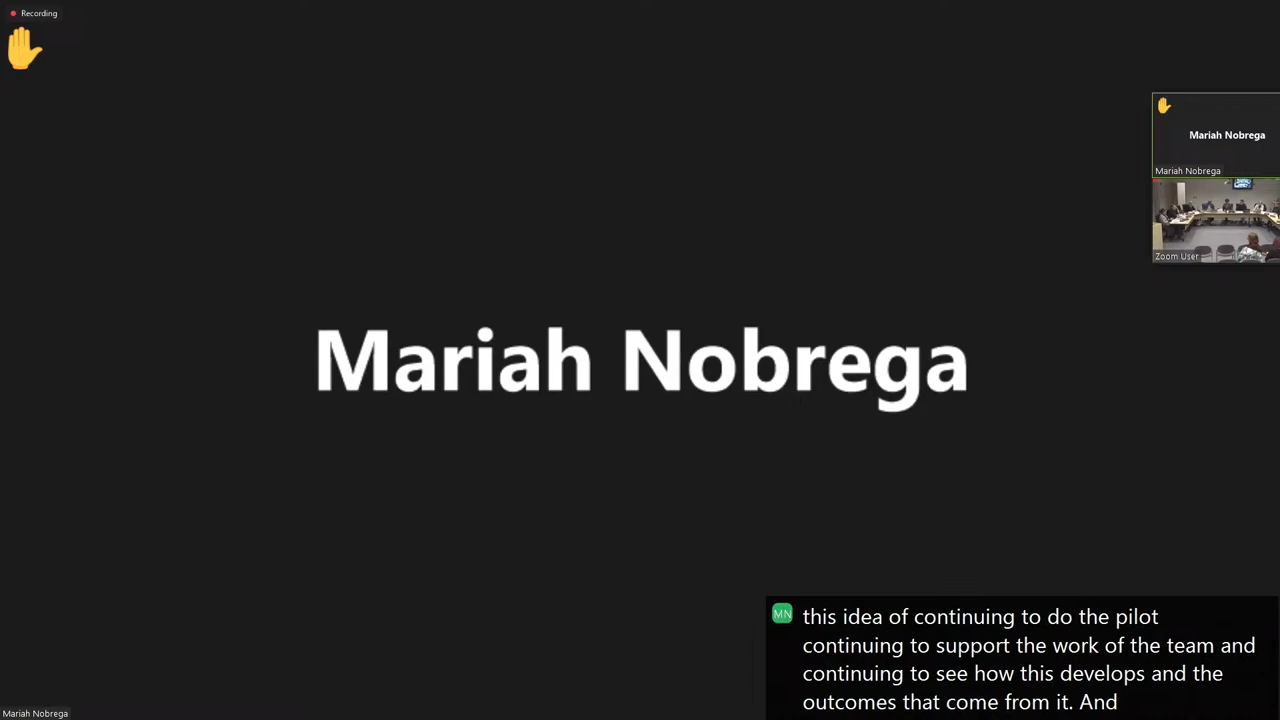 Recording
Mariah Nobrega
Mariah Nobrega
Zoom User
Mariah Nobrega
MN
this idea of continuing to do the pilot
continuing to support the work of the team and
continuing to see how this develops and the
outcomes that come from it. And
Mariah Nobrega